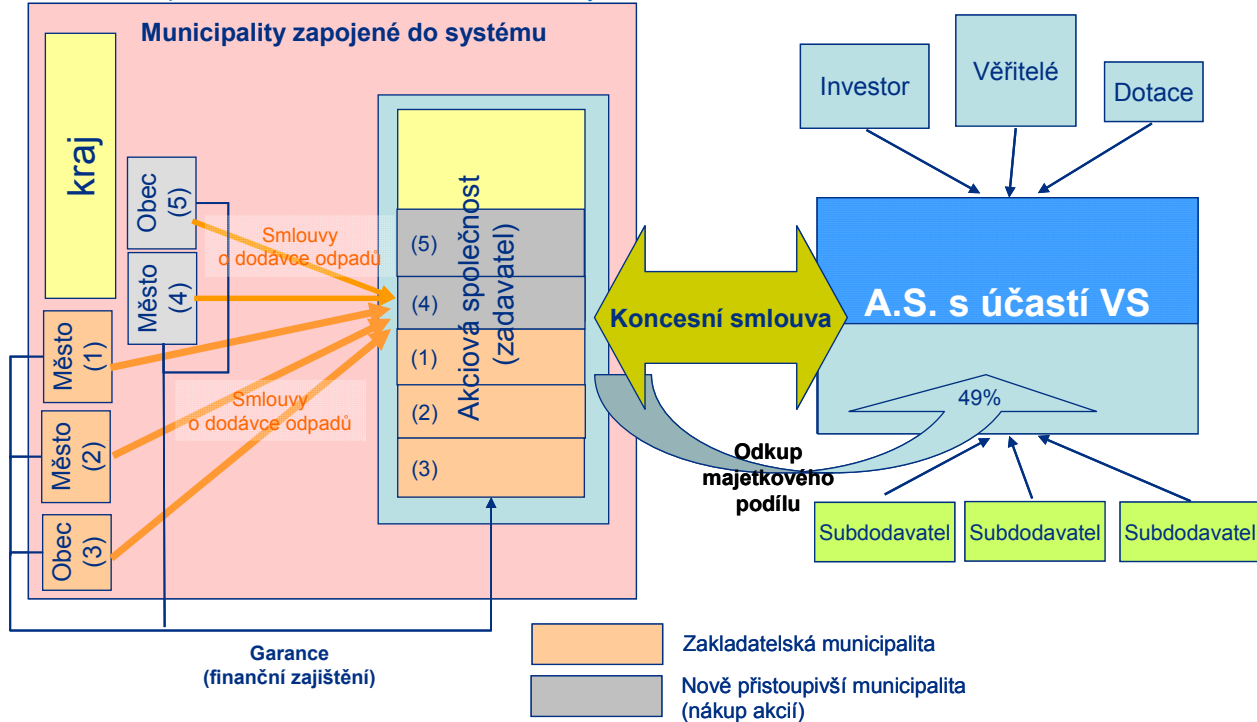 Municipality zapojené do systému
kraj
Obec
(5)
Město
(4)
Město
(1)
Město
(2)
Obec
(3)
Smlouvy
o dodávce odpadů
Smlouvy
o dodávce odpadů
Akciová společnost
(zadavatel)
(5)
(4)
(1)
(2)
(3)
Garance
(finanční zajištění)
Koncesní smlouva
Odkup
majetkového
podílu
Investor
Věřitelé
Dotace
A.S. s účastí VS
49%
Subdodavatel
Subdodavatel
Subdodavatel
Zakladatelská municipalita
Nově přistoupivší municipalita
(nákup akcií)